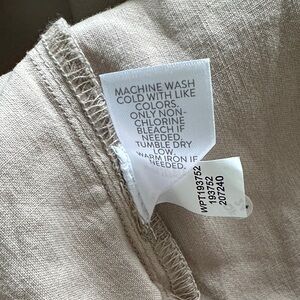 MACHINE WASH
COLD WITH LIKE
COLORS.
ONLY NON-
CHLORINE
BLEACH IF
NEEDED.
TUMBLE DRY
LOW.
WARM IRON IF
NEEDED.
WPT193752
193752
207240